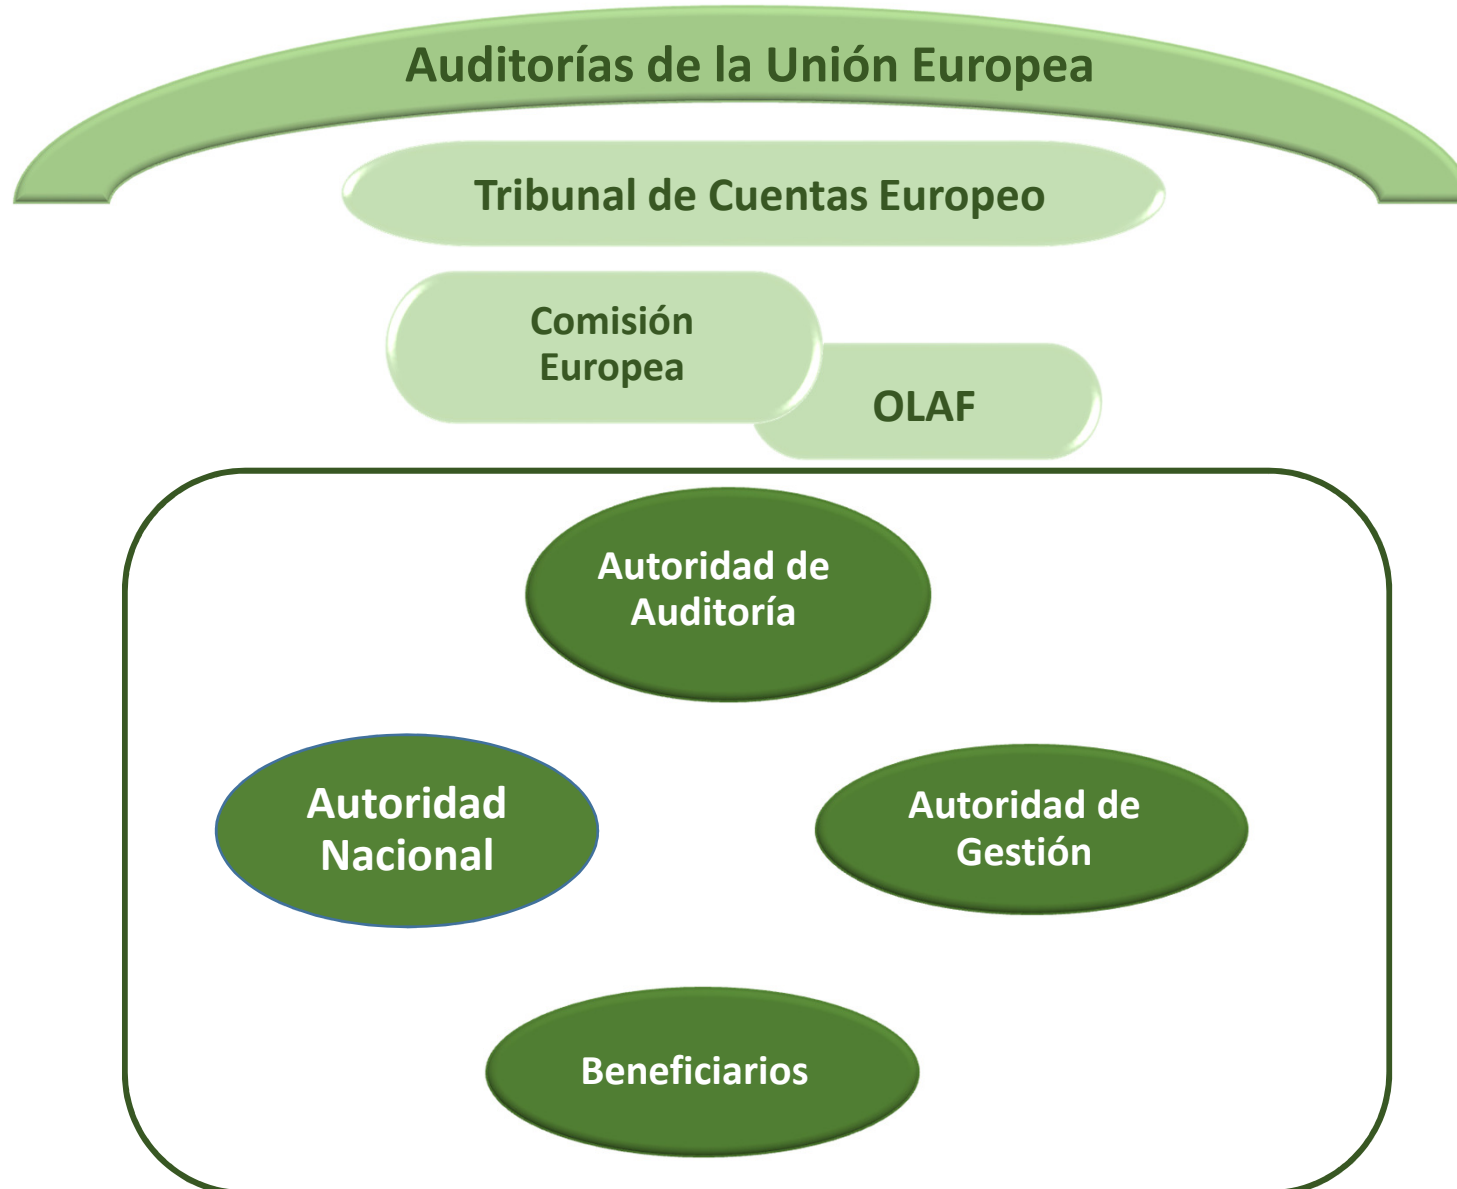 Auditorías de la Unión Europea
Tribunal de Cuentas Europeo
Comisión
Europea
OLAF
Autoridad de
Auditoría
Autoridad
Nacional
Autoridad de
Gestión
Beneficiarios